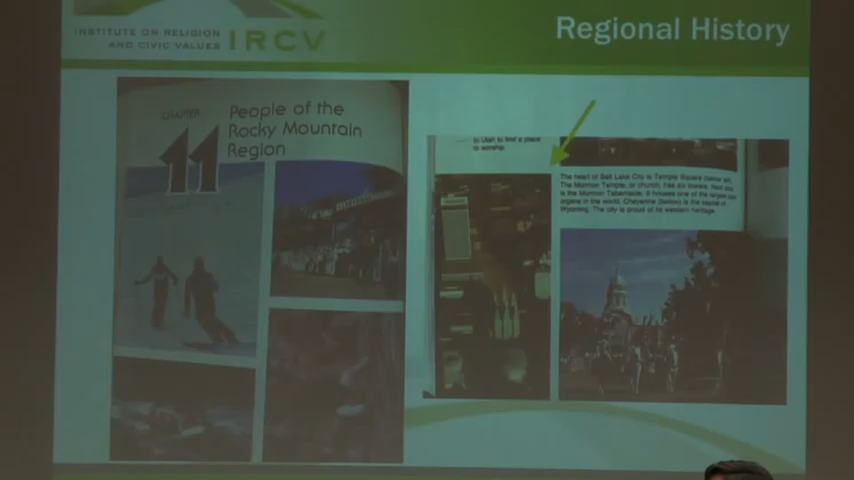 INSTITUTE ON RELIGION
AND CIVIC VALUES
IRCV
Regional History
CHAPTER
11
People of the
Rocky Mountain
Region
to Utah to find a place
to worship.
The heart of Salt Lake City is Temple Square (below left).
The Mormon Temple, or church, has six towers. Next
is the Mormon Tabernacle. It houses one of the largest
organs in the world. Cheyenne (below) is the capital of
Wyoming. The city is proud of its western heritage.